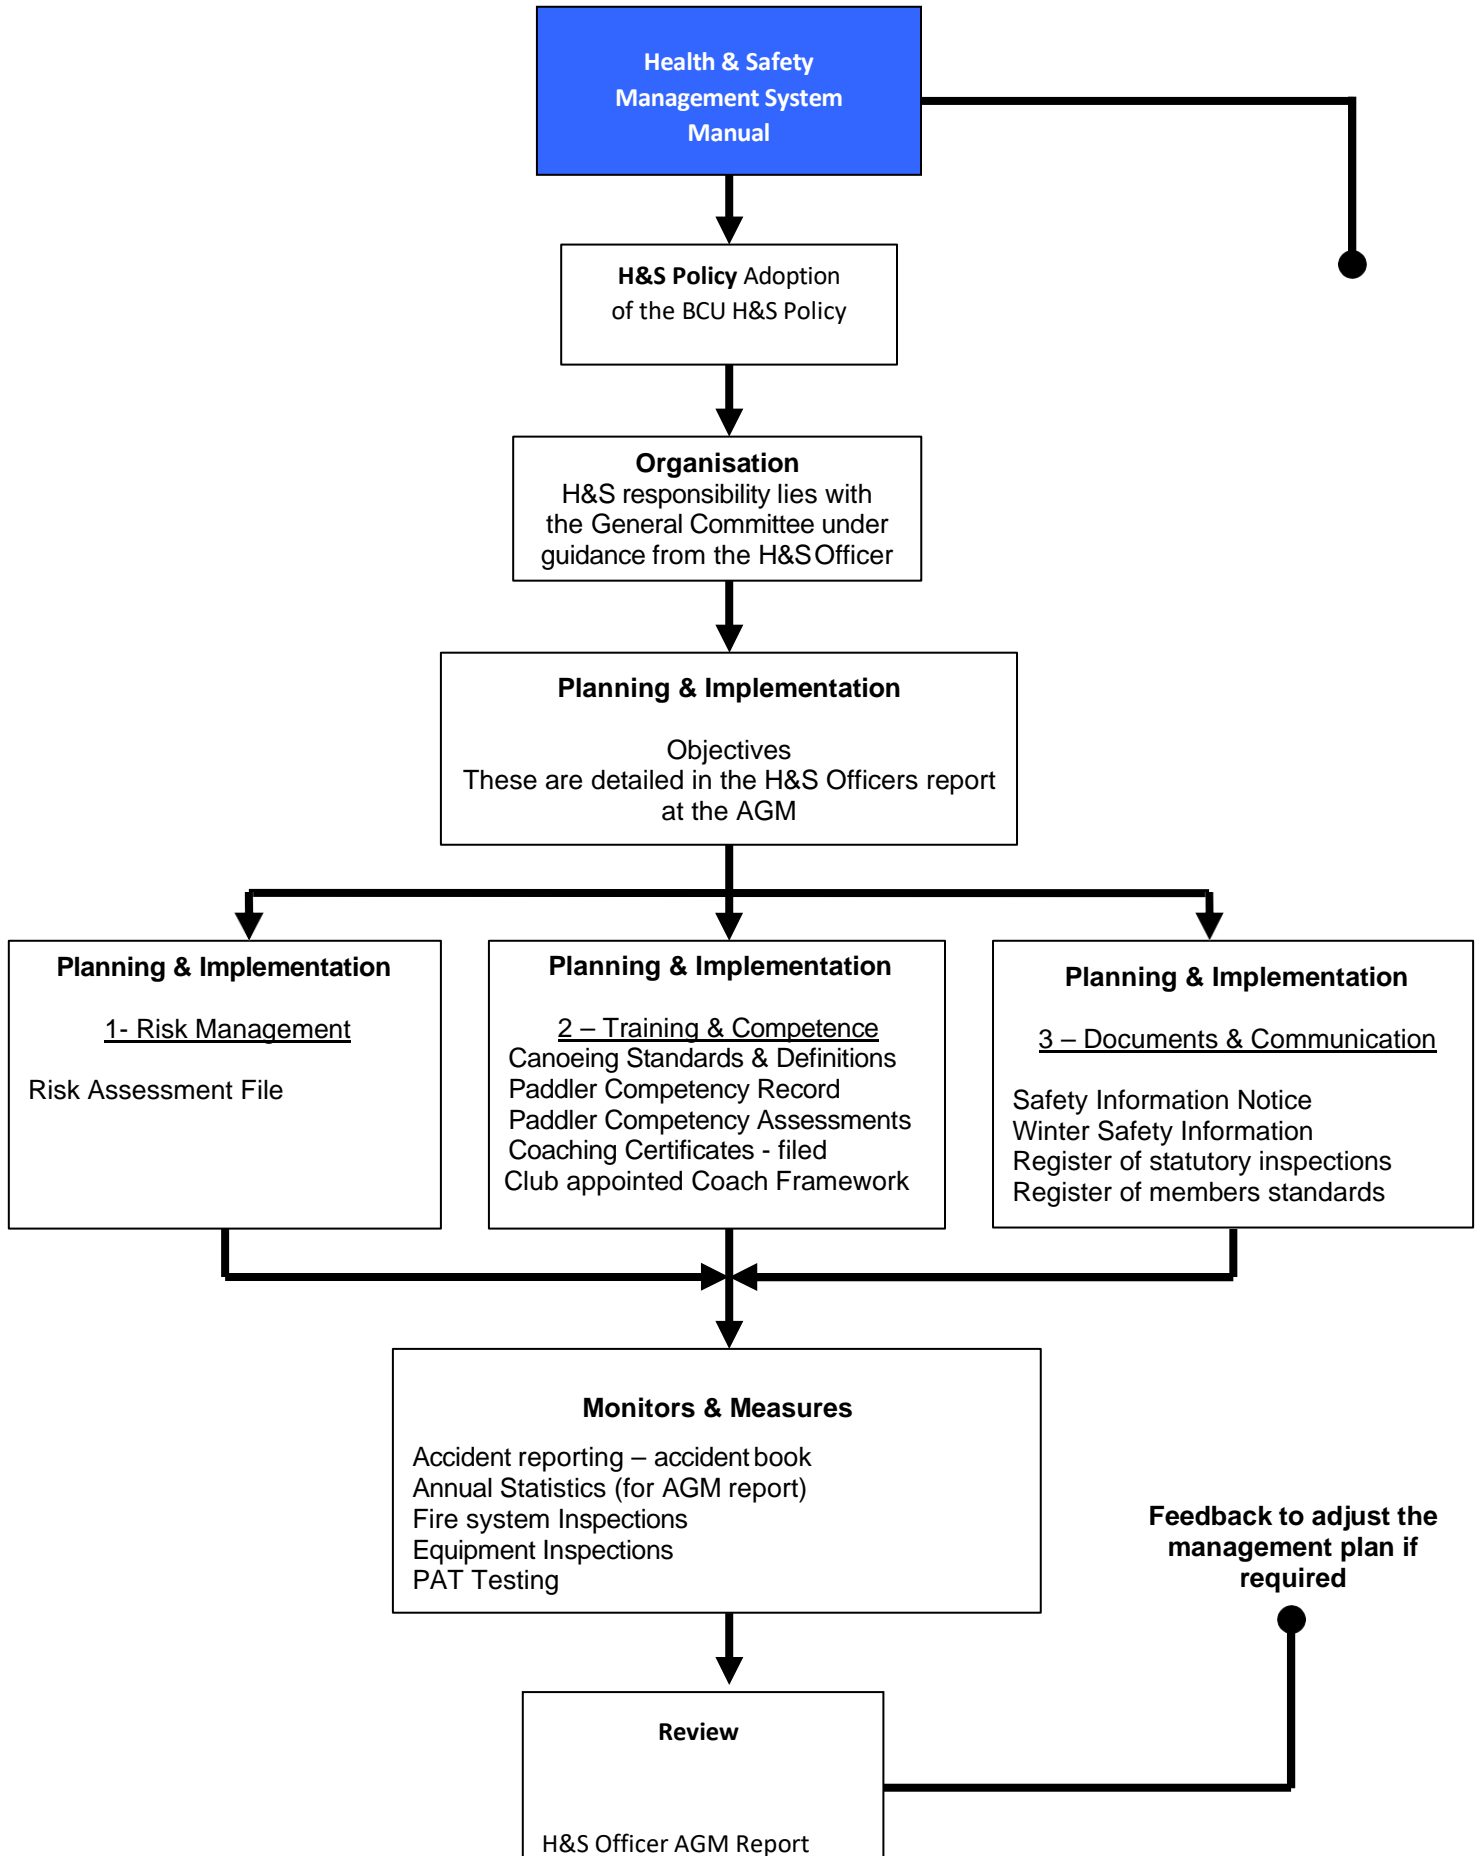 Health & Safety
Management System
Manual
H&S Policy Adoption
of the BCU H&S Policy
Organisation
H&S responsibility lies with
the General Committee under
guidance from the H&S Officer
Planning & Implementation
Objectives
These are detailed in the H&S Officers report
at the AGM
Planning & Implementation
1- Risk Management
Risk Assessment File
Planning & Implementation
2 – Training & Competence
Canoeing Standards & Definitions
Paddler Competency Record
Paddler Competency Assessments
Coaching Certificates - filed
Club appointed Coach Framework
Planning & Implementation
3 – Documents & Communication
Safety Information Notice
Winter Safety Information
Register of statutory inspections
Register of members standards
Monitors & Measures
Accident reporting – accident book
Annual Statistics (for AGM report)
Fire system Inspections
Equipment Inspections
PAT Testing
Feedback to adjust the
management plan if
required
Review
H&S Officer AGM Report